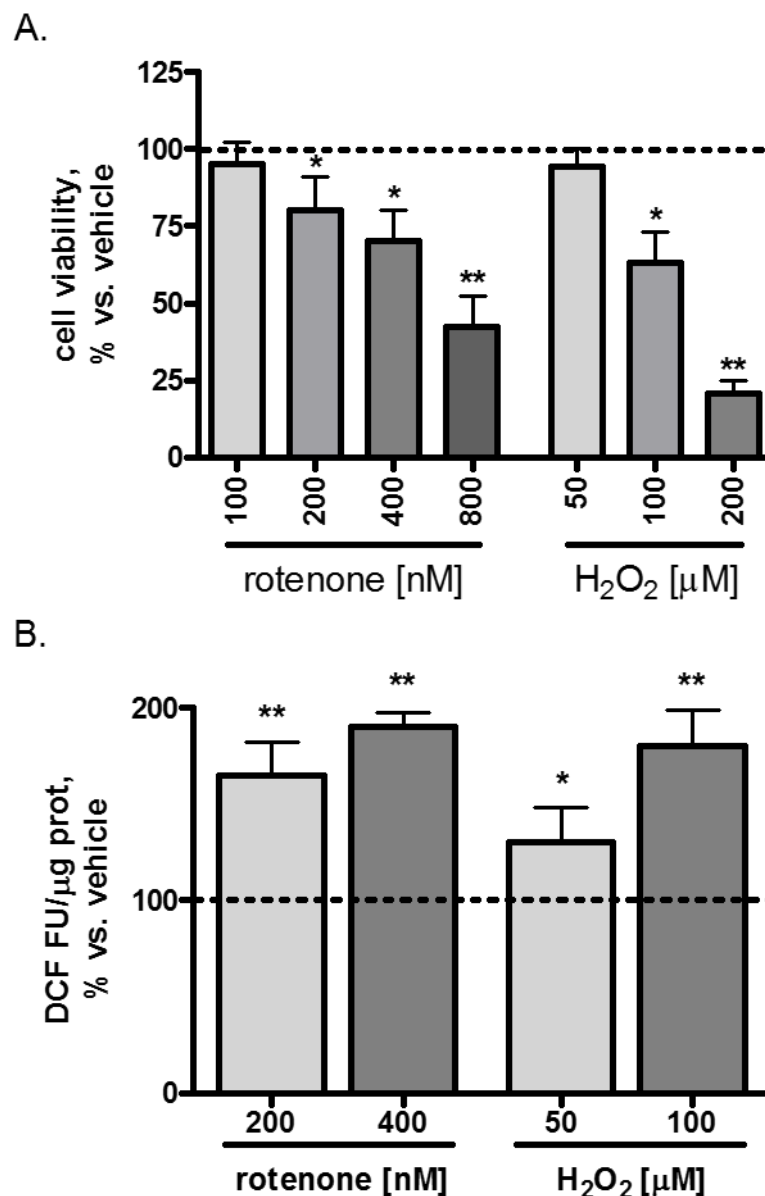 A.
cell viability,
% vs. vehicle
125
100
75
50
25
0
* * ** * **
100 200 400 800 50 100 200
rotenone [nM] H₂O₂ [μM]
B.
DCF FU/μg prot,
% vs. vehicle
200
100
0
** ** * **
200 400 50 100
rotenone [nM] H₂O₂ [μM]